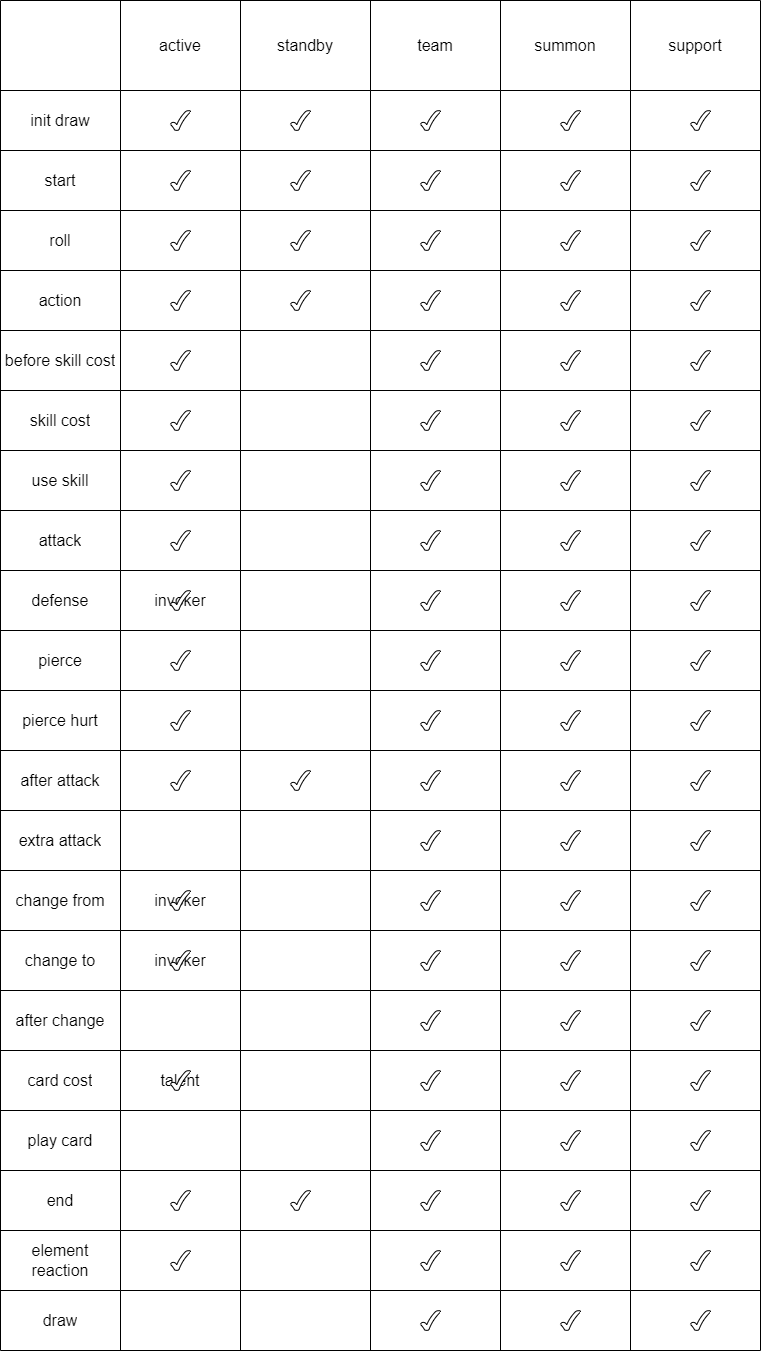 active standby team summon support
init draw ✓ ✓ ✓ ✓ ✓
start ✓ ✓ ✓ ✓ ✓
roll ✓ ✓ ✓ ✓ ✓
action ✓ ✓ ✓ ✓ ✓
before skill cost ✓ ✓ ✓ ✓
skill cost ✓ ✓ ✓ ✓
use skill ✓ ✓ ✓ ✓
attack ✓ ✓ ✓ ✓
defense invoker ✓ ✓ ✓ ✓
pierce ✓ ✓ ✓ ✓
pierce hurt ✓ ✓ ✓ ✓
after attack ✓ ✓ ✓ ✓ ✓
extra attack ✓ ✓ ✓
change from invoker ✓ ✓ ✓ ✓
change to invoker ✓ ✓ ✓ ✓
after change ✓ ✓ ✓
card cost talent ✓ ✓ ✓ ✓
play card ✓ ✓ ✓
end ✓ ✓ ✓ ✓ ✓
element
reaction ✓ ✓ ✓ ✓
draw ✓ ✓ ✓